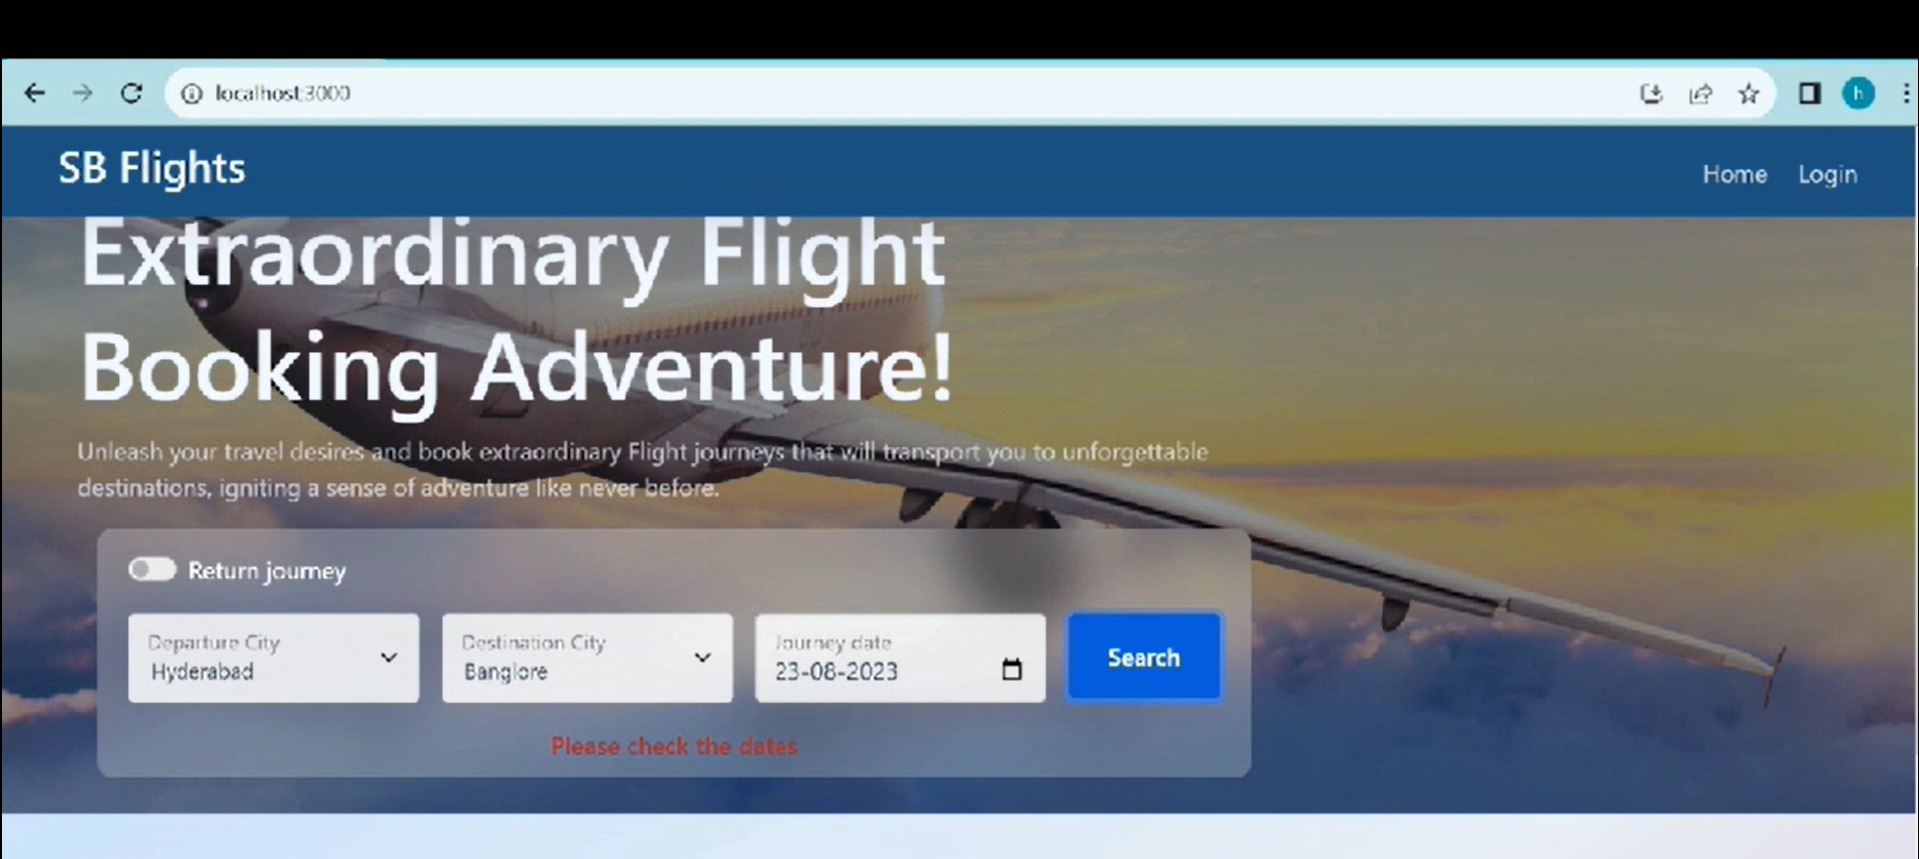 localhost:3000
h
SB Flights
Home Login
Extraordinary Flight
Booking Adventure!
Unleash your travel desires and book extraordinary Flight journeys that will transport you to unforgettable
destinations, igniting a sense of adventure like never before.
Return journey
Departure City Destination City Journey date
Hyderabad Banglore 23-08-2023
Search
Please check the dates